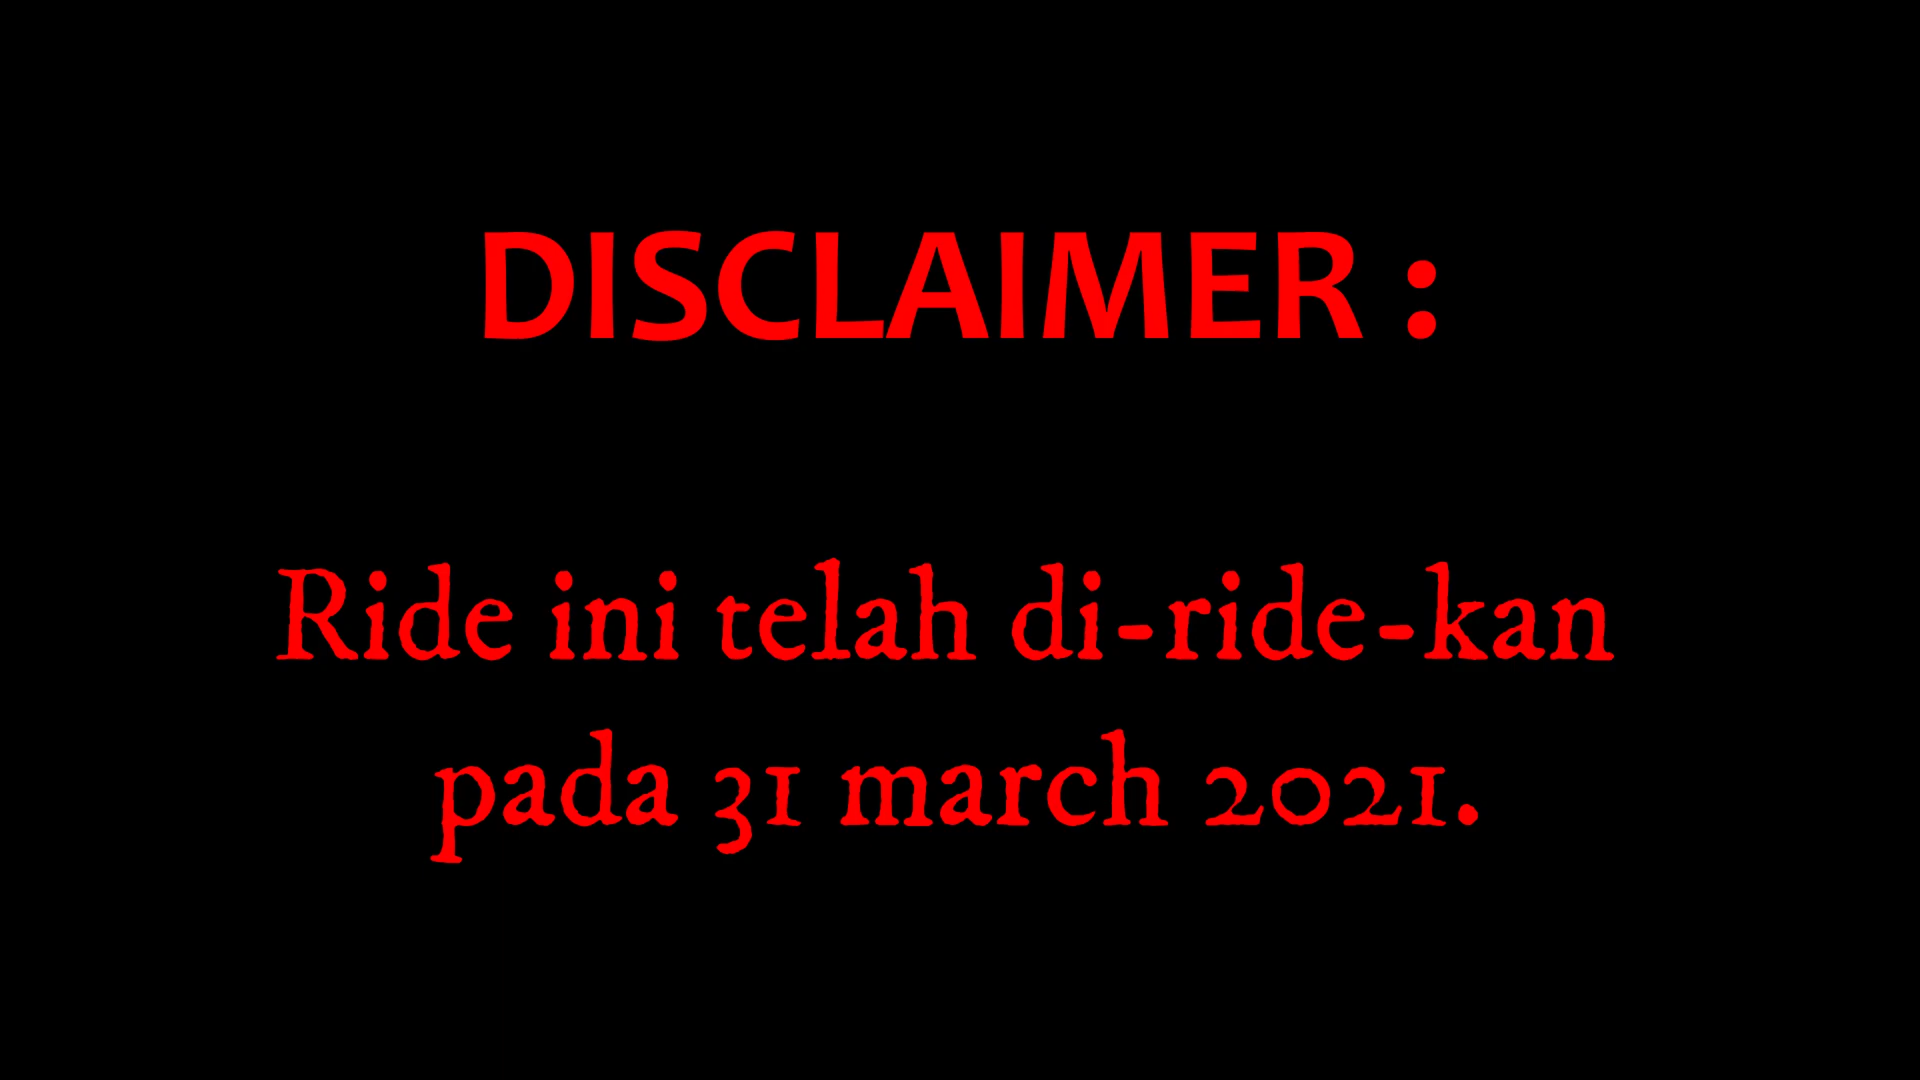 DISCLAIMER :
Ride ini telah di-ride-kan
pada 31 march 2021.